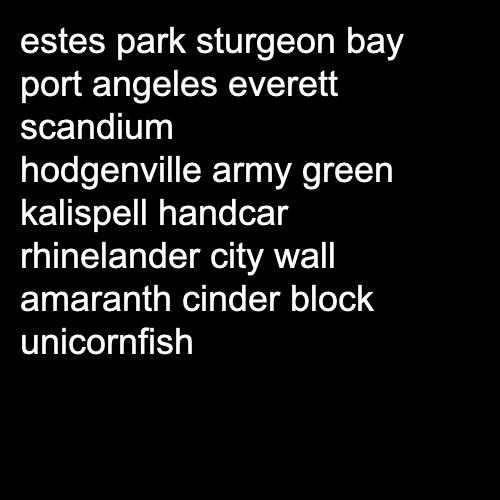 estes park sturgeon bay
port angeles everett
scandium
hodgenville army green
kalispell handcar
rhinelander city wall
amaranth cinder block
unicornfish